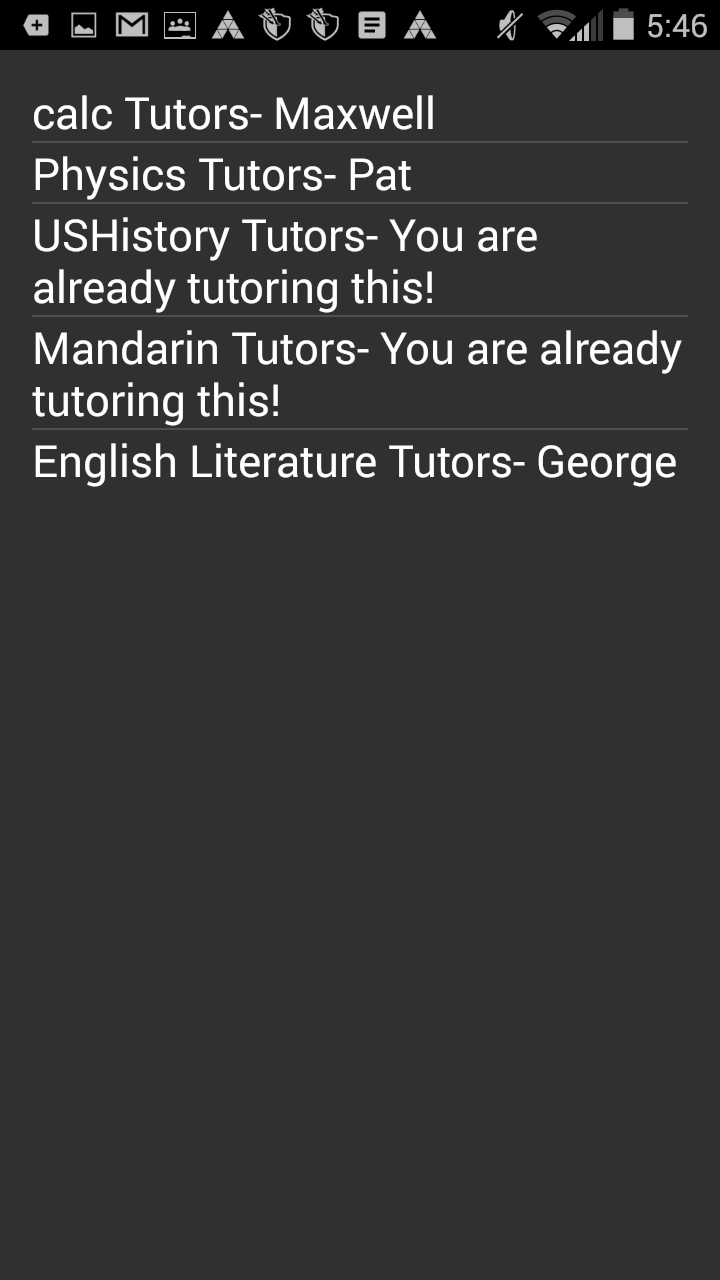 5:46
calc Tutors- Maxwell
Physics Tutors- Pat
USHistory Tutors- You are
already tutoring this!
Mandarin Tutors- You are already
tutoring this!
English Literature Tutors- George